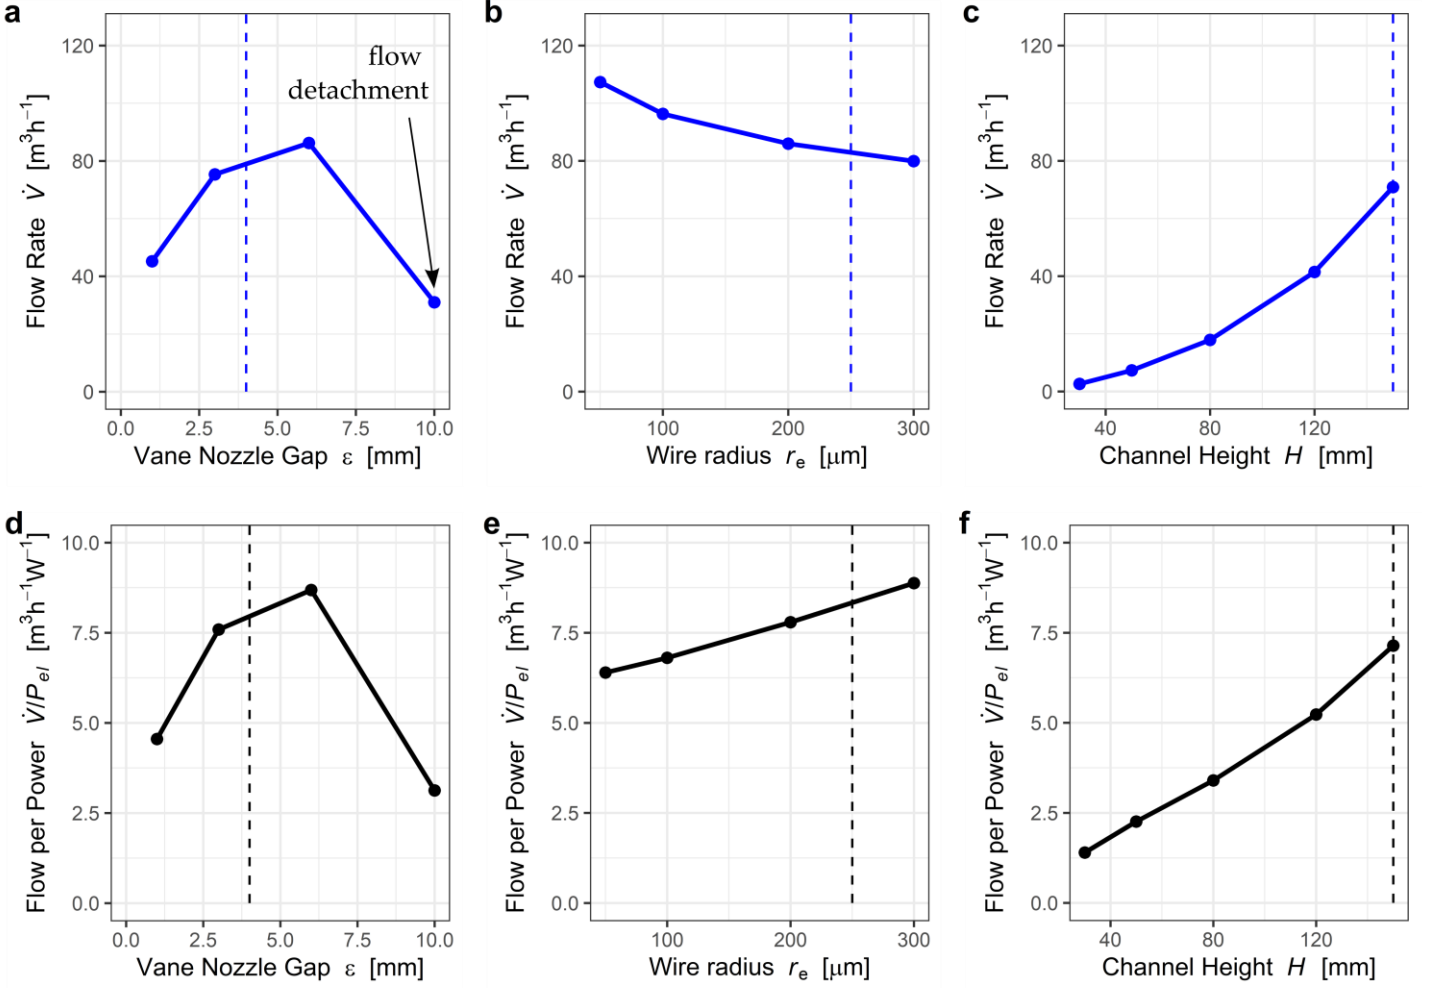 a
Flow Rate V̇ [m³h⁻¹]
120
80
40
0
flow
detachment
0.0 2.5 5.0 7.5 10.0
Vane Nozzle Gap ε [mm]
b
Flow Rate V̇ [m³h⁻¹]
120
80
40
0
100 200 300
Wire radius rₑ [μm]
c
Flow Rate V̇ [m³h⁻¹]
120
80
40
0
40 80 120
Channel Height H [mm]
d
Flow per Power V̇/Pel [m³h⁻¹W⁻¹]
10.0
7.5
5.0
2.5
0.0
0.0 2.5 5.0 7.5 10.0
Vane Nozzle Gap ε [mm]
e
Flow per Power V̇/Pel [m³h⁻¹W⁻¹]
10.0
7.5
5.0
2.5
0.0
100 200 300
Wire radius rₑ [μm]
f
Flow per Power V̇/Pel [m³h⁻¹W⁻¹]
10.0
7.5
5.0
2.5
0.0
40 80 120
Channel Height H [mm]